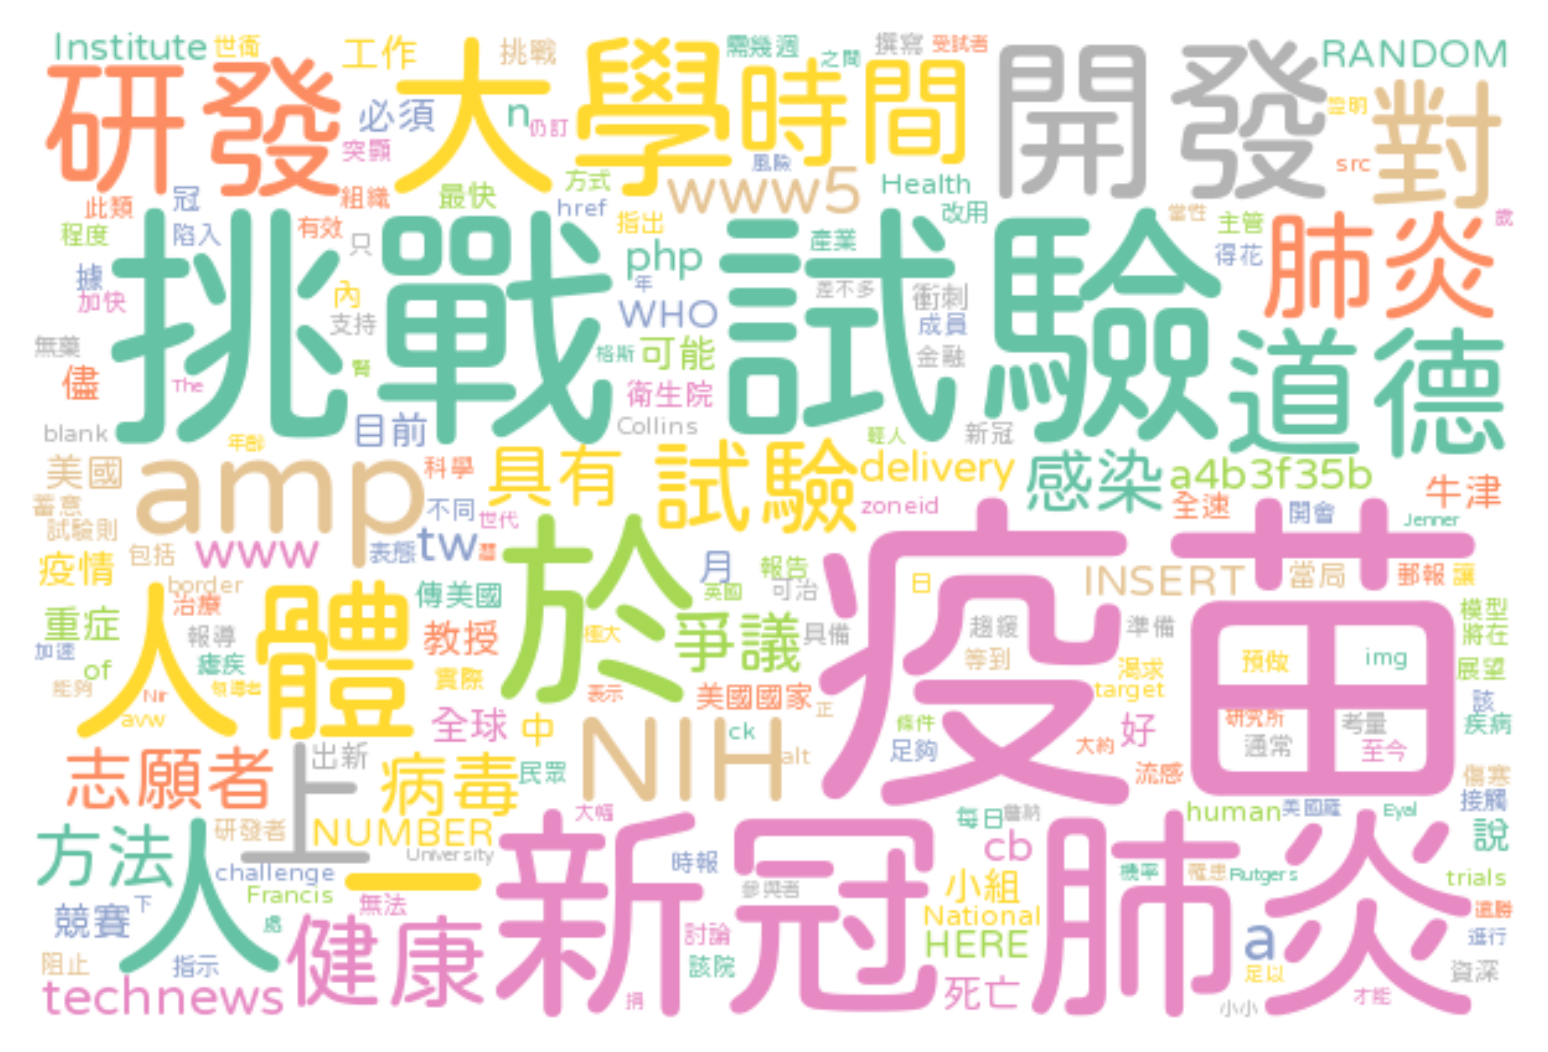 Institute 世衛 工作 挑戰 需幾週 之間 撰寫 受試者 RANDOM
研發 大學 時間 開發 對
必須 n 仍訂 證明
突顯 風險 src
此類 冠 組織 最快 方式 href www5 Health 改用 當性 主管 歲
程度 陷入 有效 只 指出 產業 得花 肺炎
挑戰 試驗
據 加快 內 支持 php 年 WHO 差不多 衝刺 成員
無藥 儘 The 腎 格斯 可能 金融 道德
衛生院
blank 年齡 目前 Collins 輕人 新冠
美國 amp 科學 具有 試驗 delivery 感染 a4b3f35b 牛津
蓄意 試驗則 不同 世代 zoneid 全速 開會 Jenner
包括 www 表態 tw 於 疫苗
疫情 border 治療 傳美國 月 報告 英國 可治 日 INSERT 當局 郵報 讓
重症 人體 報導 教授 極大 爭議 具備 趨緩 準備 模型 將在
加速 of 瘧疾 等到 渴求 預做 img 展望
能夠 Nir 領導者 實際 表示 美國國家 正 target 該
avw 全球 中 ck 條件 好 研究所 考量 疾病
志願者 上 出新 病毒 民眾 NIH alt 足夠 大約 通常 至今
流感 傷寒
方法 人 研發者 NUMBER 大幅 新冠肺炎 每日 詹納 human 美國羅 Eyal 接觸
University 時報 cb 說
challenge 一 參與者 機率 罹患 Rutgers trials
競賽 下 Francis 無法 小組 還勝
處 健康 討論 National HERE a 進行
阻止 指示 該院 足以 資深
technews 捐 死亡 小小 才能